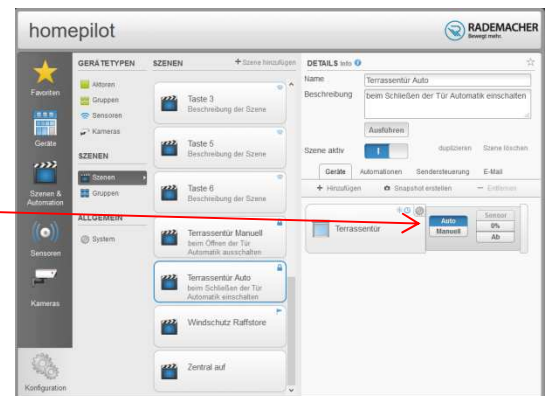 homepilot
RADEMACHER
Bewegt mehr.
Favoriten
Geräte
Szenen &
Automation
Sensoren
Kameras
Konfiguration
GERÄTETYPEN
Aktoren
Gruppen
Sensoren
Kameras
SZENEN
Szenen
Gruppen
ALLGEMEIN
System
SZENEN
+ Szene hinzufügen
Taste 3
Beschreibung der Szene
Taste 5
Beschreibung der Szene
Taste 6
Beschreibung der Szene
Terrassentür Manuell
beim Öffnen der Tür
Automatik ausschalten
Terrassentür Auto
beim Schließen der Tür
Automatik einschalten
Windschutz Raffstore
Zentral auf
DETAILS Info
Name
Terrassentür Auto
Beschreibung
beim Schließen der Tür Automatik einschalten
Ausführen
Szene aktiv
duplizieren
Szene löschen
Geräte
Automationen
Sendersteuerung
E-Mail
+ Hinzufügen
Snapshot erstellen
− Entfernen
Terrassentür
Auto
Manuell
Sensor
0%
Ab